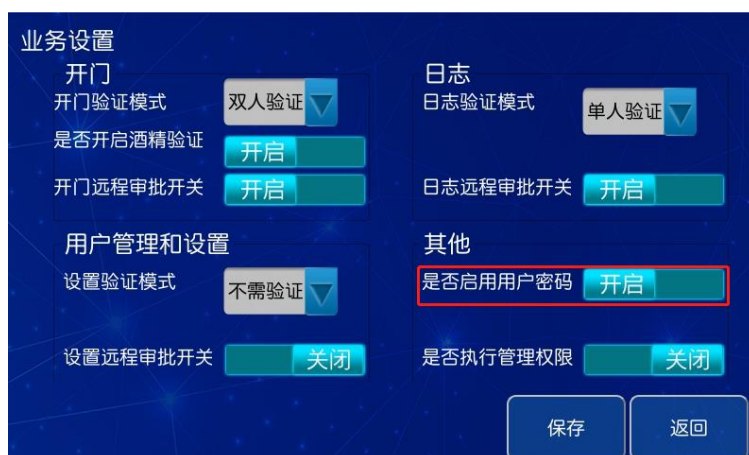 业务设置
开门
开门验证模式 双人验证
是否开启酒精验证 开启
开门远程审批开关 开启
日志
日志验证模式 单人验证
日志远程审批开关 开启
用户管理和设置
设置验证模式 不需验证
设置远程审批开关 关闭
其他
是否启用用户密码 开启
是否执行管理权限 关闭
保存 返回